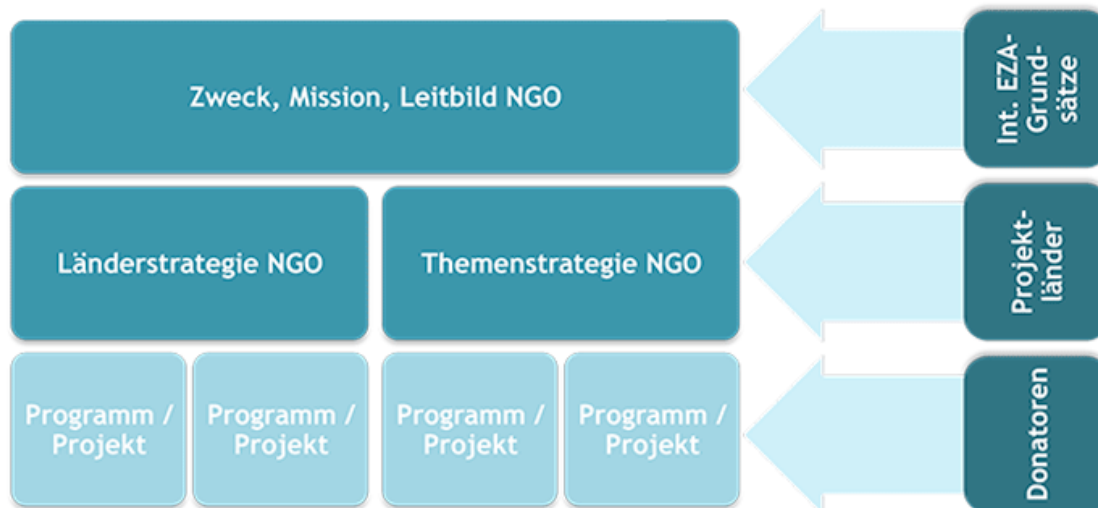 Zweck, Mission, Leitbild NGO
Int. EZA-
Grund-
sätze
Länderstrategie NGO
Themenstrategie NGO
Projekt-
länder
Programm /
Projekt
Programm /
Projekt
Programm /
Projekt
Programm /
Projekt
Donatoren